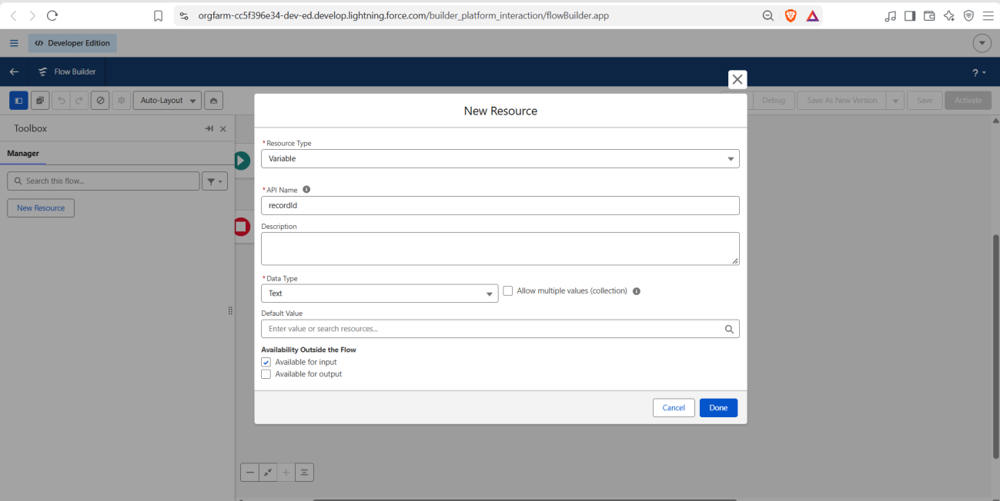 orgfarm-cc5f396e34-dev-ed.develop.lightning.force.com/builder_platform_interaction/flowBuilder.app
</> Developer Edition
Flow Builder
?
Auto-Layout
Debug
Save As New Version
Save
Activate
Toolbox
Manager
Search this flow...
New Resource
New Resource
* Resource Type
Variable
* API Name
recordId
Description
* Data Type
Text
Allow multiple values (collection)
Default Value
Enter value or search resources...
Availability Outside the Flow
Available for input
Available for output
Cancel
Done